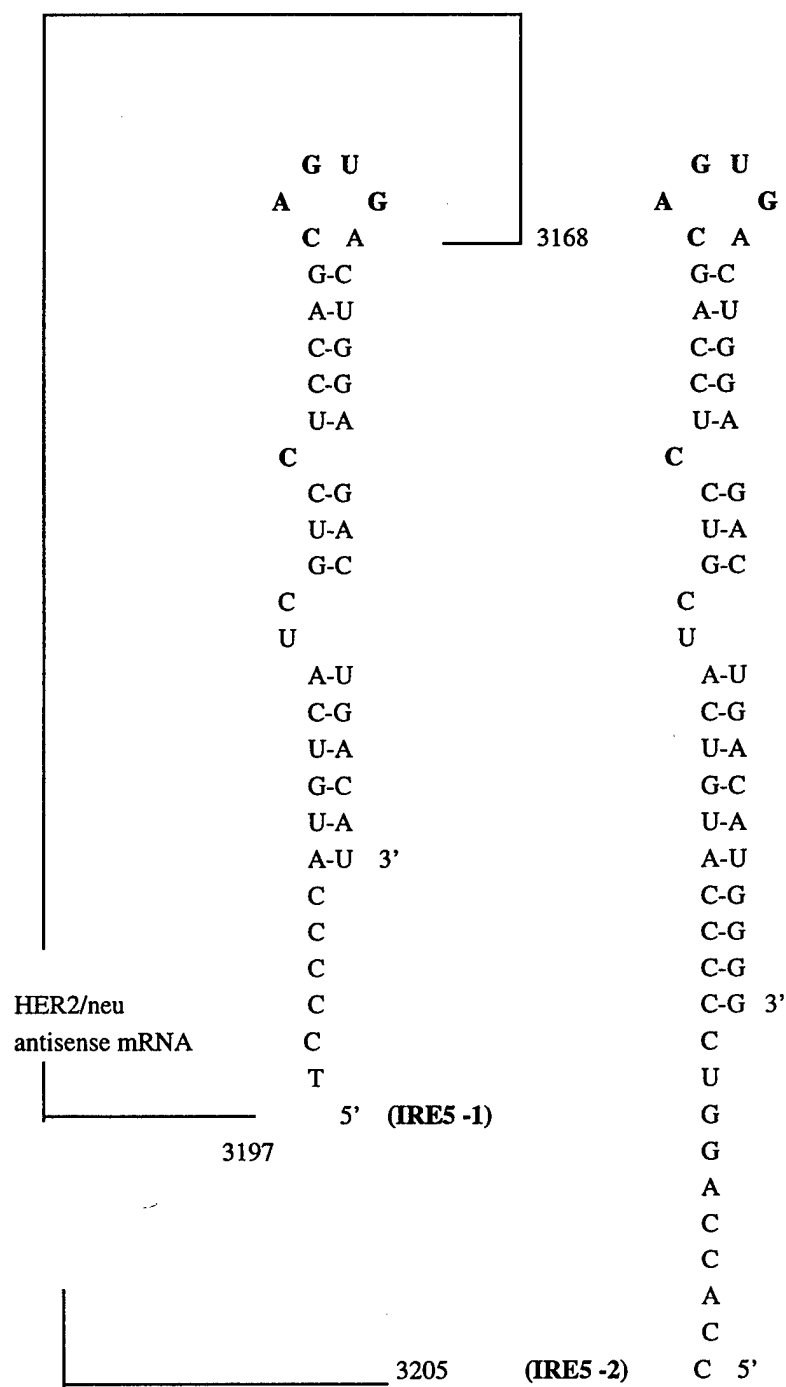 G U G U
A G A G
C A 3168 C A
G-C G-C
A-U A-U
C-G C-G
C-G C-G
U-A U-A
C C
C-G C-G
U-A U-A
G-C G-C
C C
U U
A-U A-U
C-G C-G
U-A U-A
G-C G-C
U-A U-A
A-U 3’ A-U
C C-G
C C-G
C C-G
HER2/neu C C-G 3’
antisense mRNA C C
T U
5’ (IRE5 -1) G
3197 G
A
C
C
A
C
3205 (IRE5 -2) C 5’